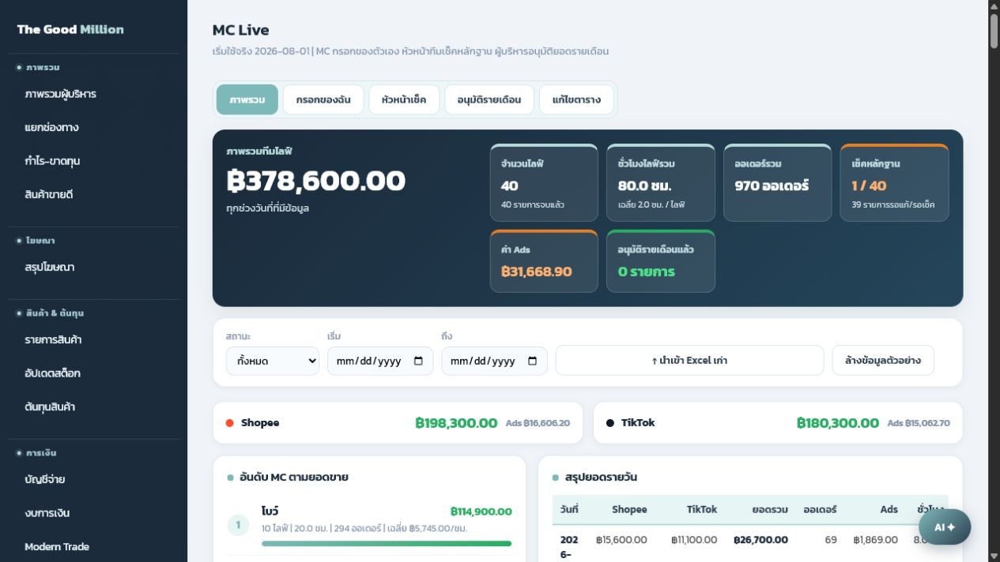 The Good Million
ภาพรวม
ภาพรวมผู้บริหาร
แยกช่องทาง
กำไร-ขาดทุน
สินค้าขายดี
โฆษณา
สรุปโฆษณา
สินค้า & ต้นทุน
รายการสินค้า
อัปเดตสต็อก
ต้นทุนสินค้า
การเงิน
บัญชีจ่าย
งบการเงิน
Modern Trade
MC Live
เริ่มใช้จริง 2026-08-01 | MC กรอกของตัวเอง หัวหน้าทีมเช็คหลักฐาน ผู้บริหารอนุมัติยอดรายเดือน
ภาพรวม กรอกของฉัน หัวหน้าเช็ค อนุมัติรายเดือน แก้ไขตาราง
ภาพรวมทีมไลฟ์
฿378,600.00
ทุกช่วงวันที่ที่มีข้อมูล
จำนวนไลฟ์
40
40 รายการจบแล้ว
ชั่วโมงไลฟ์รวม
80.0 ชม.
เฉลี่ย 2.0 ชม. / ไลฟ์
ออเดอร์รวม
970 ออเดอร์
เช็คหลักฐาน
1 / 40
39 รายการรอแก้/รอเช็ค
ค่า Ads
฿31,668.90
อนุมัติรายเดือนแล้ว
0 รายการ
สถานะ เริ่ม ถึง
ทั้งหมด mm/dd/yyyy mm/dd/yyyy ↑ นำเข้า Excel เก่า ล้างข้อมูลตัวอย่าง
Shopee ฿198,300.00 Ads ฿16,606.20
TikTok ฿180,300.00 Ads ฿15,062.70
อันดับ MC ตามยอดขาย
1 โบว์ ฿114,900.00
10 ไลฟ์ | 20.0 ชม. | 294 ออเดอร์ | เฉลี่ย ฿5,745.00/ชม.
สรุปยอดรายวัน
วันที่ Shopee TikTok ยอดรวม ออเดอร์ Ads ชั่วโมง
2026- ฿15,600.00 ฿11,100.00 ฿26,700.00 69 ฿1,869.00 8.0
AI ✦